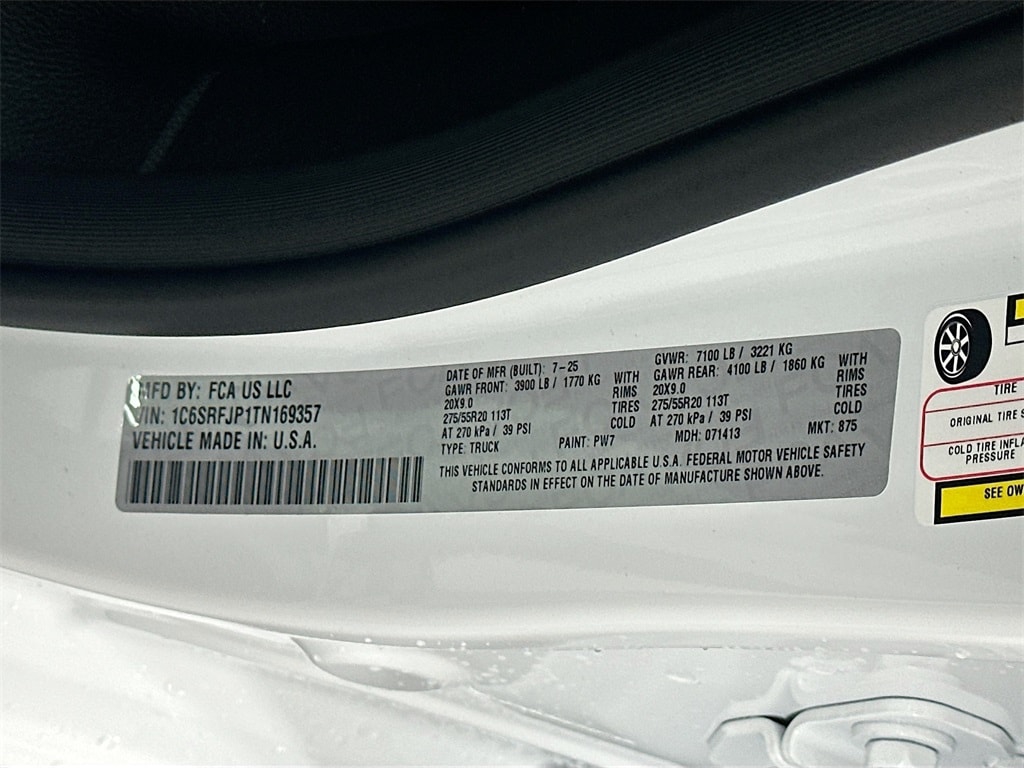 MFD BY: FCA US LLC
VIN: 1C6SRFJP1TN169357
VEHICLE MADE IN: U.S.A.
DATE OF MFR (BUILT): 7-25
GVWR: 7100 LB / 3221 KG
GAWR FRONT: 3900 LB / 1770 KG WITH
GAWR REAR: 4100 LB / 1860 KG WITH
20X9.0 RIMS
20X9.0 RIMS
275/55R20 113T TIRES
275/55R20 113T TIRES
AT 270 kPa / 39 PSI COLD
AT 270 kPa / 39 PSI COLD
TYPE: TRUCK PAINT: PW7 MDH: 071413 MKT: 875
THIS VEHICLE CONFORMS TO ALL APPLICABLE U.S.A. FEDERAL MOTOR VEHICLE SAFETY
STANDARDS IN EFFECT ON THE DATE OF MANUFACTURE SHOWN ABOVE.
TIRE
ORIGINAL TIRE S
COLD TIRE INFLA
PRESSURE
SEE OW